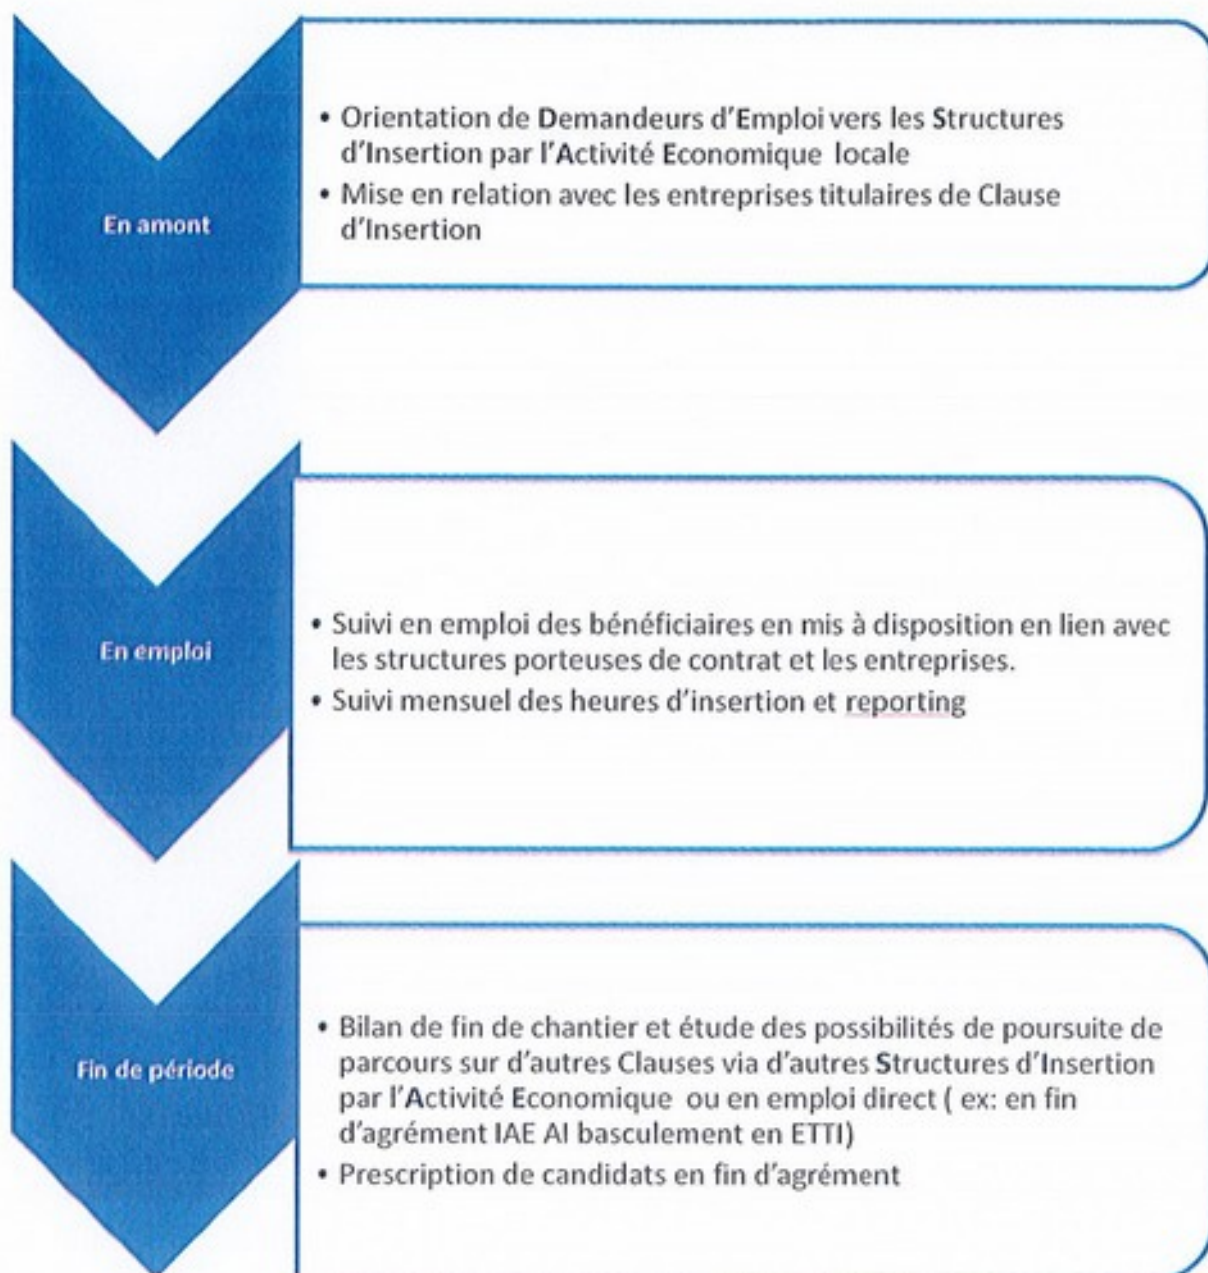 En amont
• Orientation de Demandeurs d'Emploi vers les Structures
d'Insertion par l'Activité Economique locale
• Mise en relation avec les entreprises titulaires de Clause
d'Insertion
En emploi
• Suivi en emploi des bénéficiaires en mis à disposition en lien avec
les structures porteuses de contrat et les entreprises.
• Suivi mensuel des heures d'insertion et reporting
Fin de période
• Bilan de fin de chantier et étude des possibilités de poursuite de
parcours sur d'autres Clauses via d'autres Structures d'Insertion
par l'Activité Economique ou en emploi direct ( ex: en fin
d'agrément IAE AI basculement en ETTI)
• Prescription de candidats en fin d'agrément